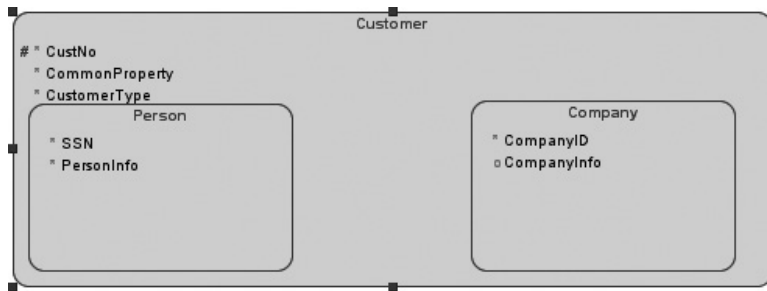 Customer
# * CustNo
* CommonProperty
* CustomerType
Person
* SSN
* PersonInfo
Company
* CompanyID
o CompanyInfo